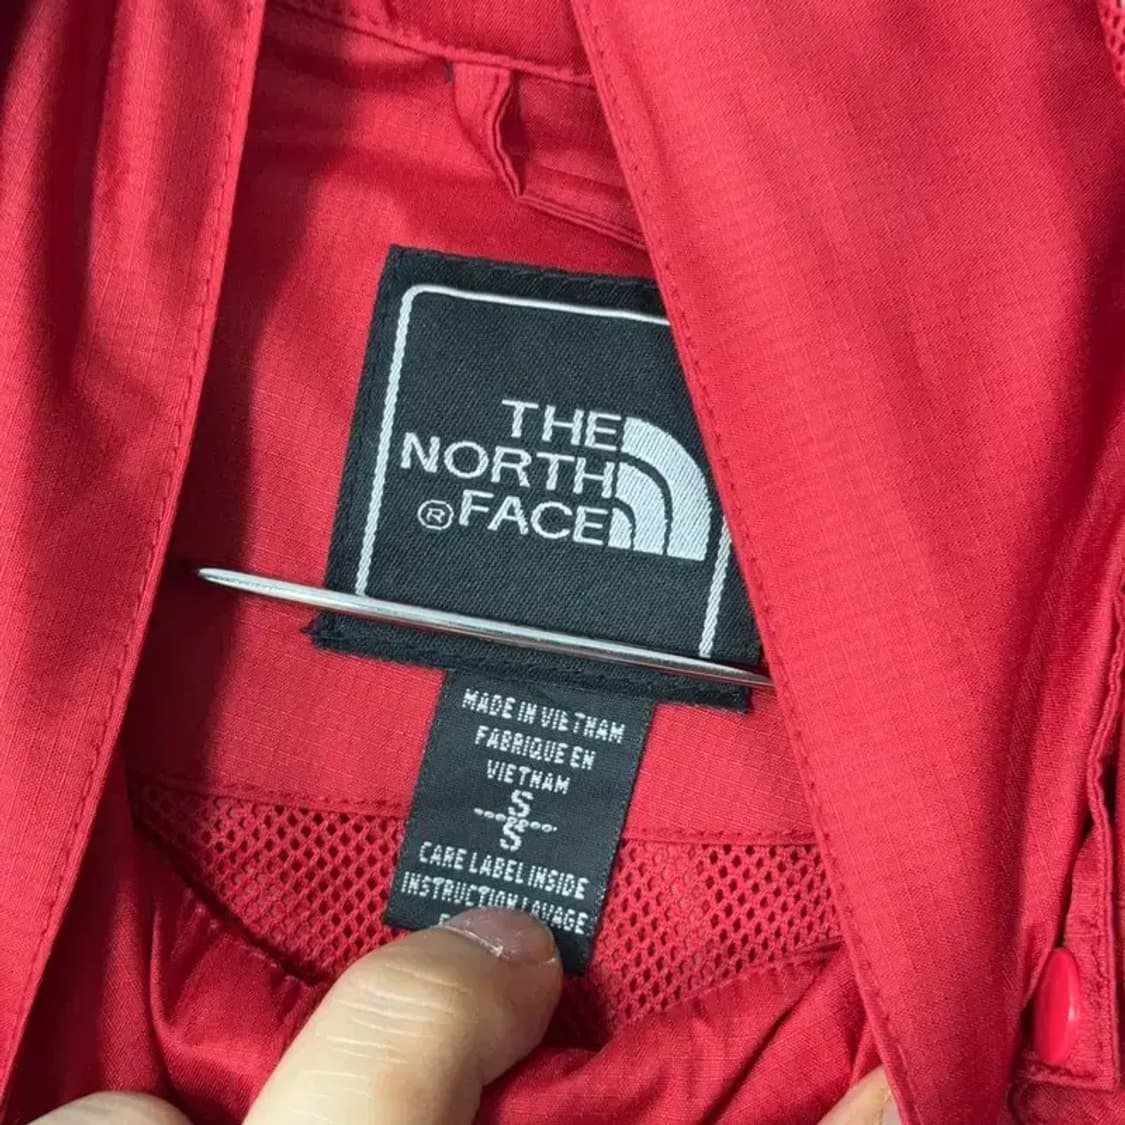 THE
NORTH
®FACE
MADE IN VIETNAM
FABRIQUE EN
VIETNAM
S
S
CARE LABEL INSIDE
INSTRUCTION LAVAGE